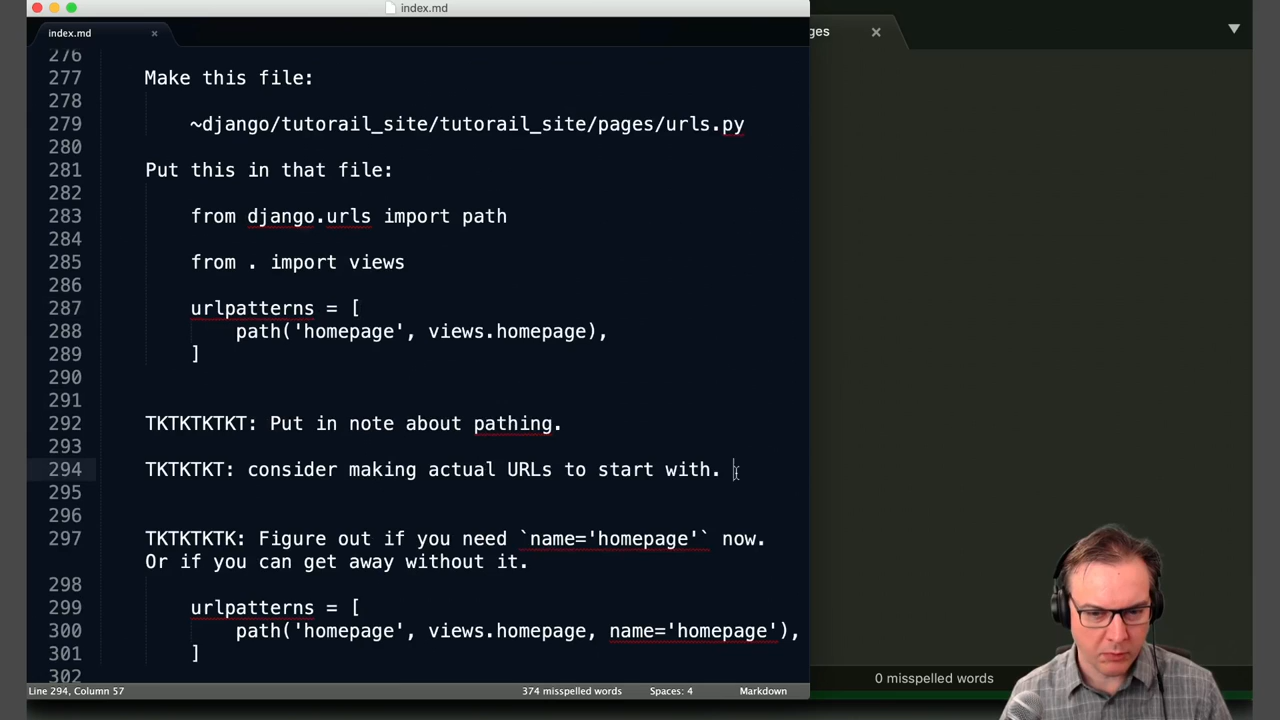 index.md
index.md ×
ges ×
276
277 Make this file:
278
279 ~django/tutorail_site/tutorail_site/pages/urls.py
280
281 Put this in that file:
282
283 from django.urls import path
284
285 from . import views
286
287 urlpatterns = [
288 path('homepage', views.homepage),
289 ]
290
291
292 TKTKTKTKT: Put in note about pathing.
293
294 TKTKTKT: consider making actual URLs to start with.
295
296
297 TKTKTKTK: Figure out if you need `name='homepage'` now.
Or if you can get away without it.
298
299 urlpatterns = [
300 path('homepage', views.homepage, name='homepage'),
301 ]
302
Line 294, Column 57 374 misspelled words Spaces: 4 Markdown
0 misspelled words